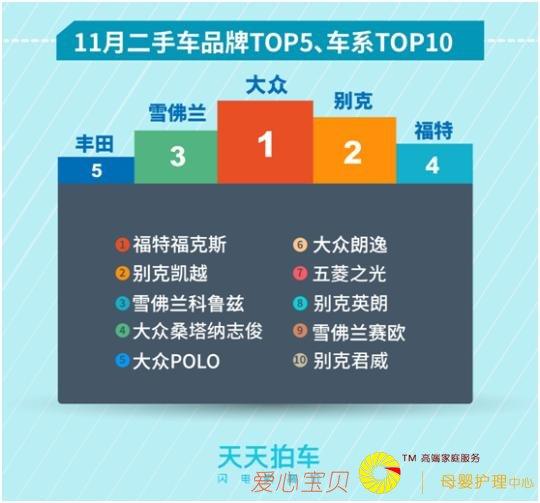 11月二手车品牌TOP5、车系TOP10
大众
别克
雪佛兰
福特
丰田
1
2
3
4
5
1 福特福克斯
2 别克凯越
3 雪佛兰科鲁兹
4 大众桑塔纳志俊
5 大众POLO
6 大众朗逸
7 五菱之光
8 别克英朗
9 雪佛兰赛欧
10 别克君威
天天拍车
闪电
爱心宝贝
TM 高端家庭服务
母婴护理中心